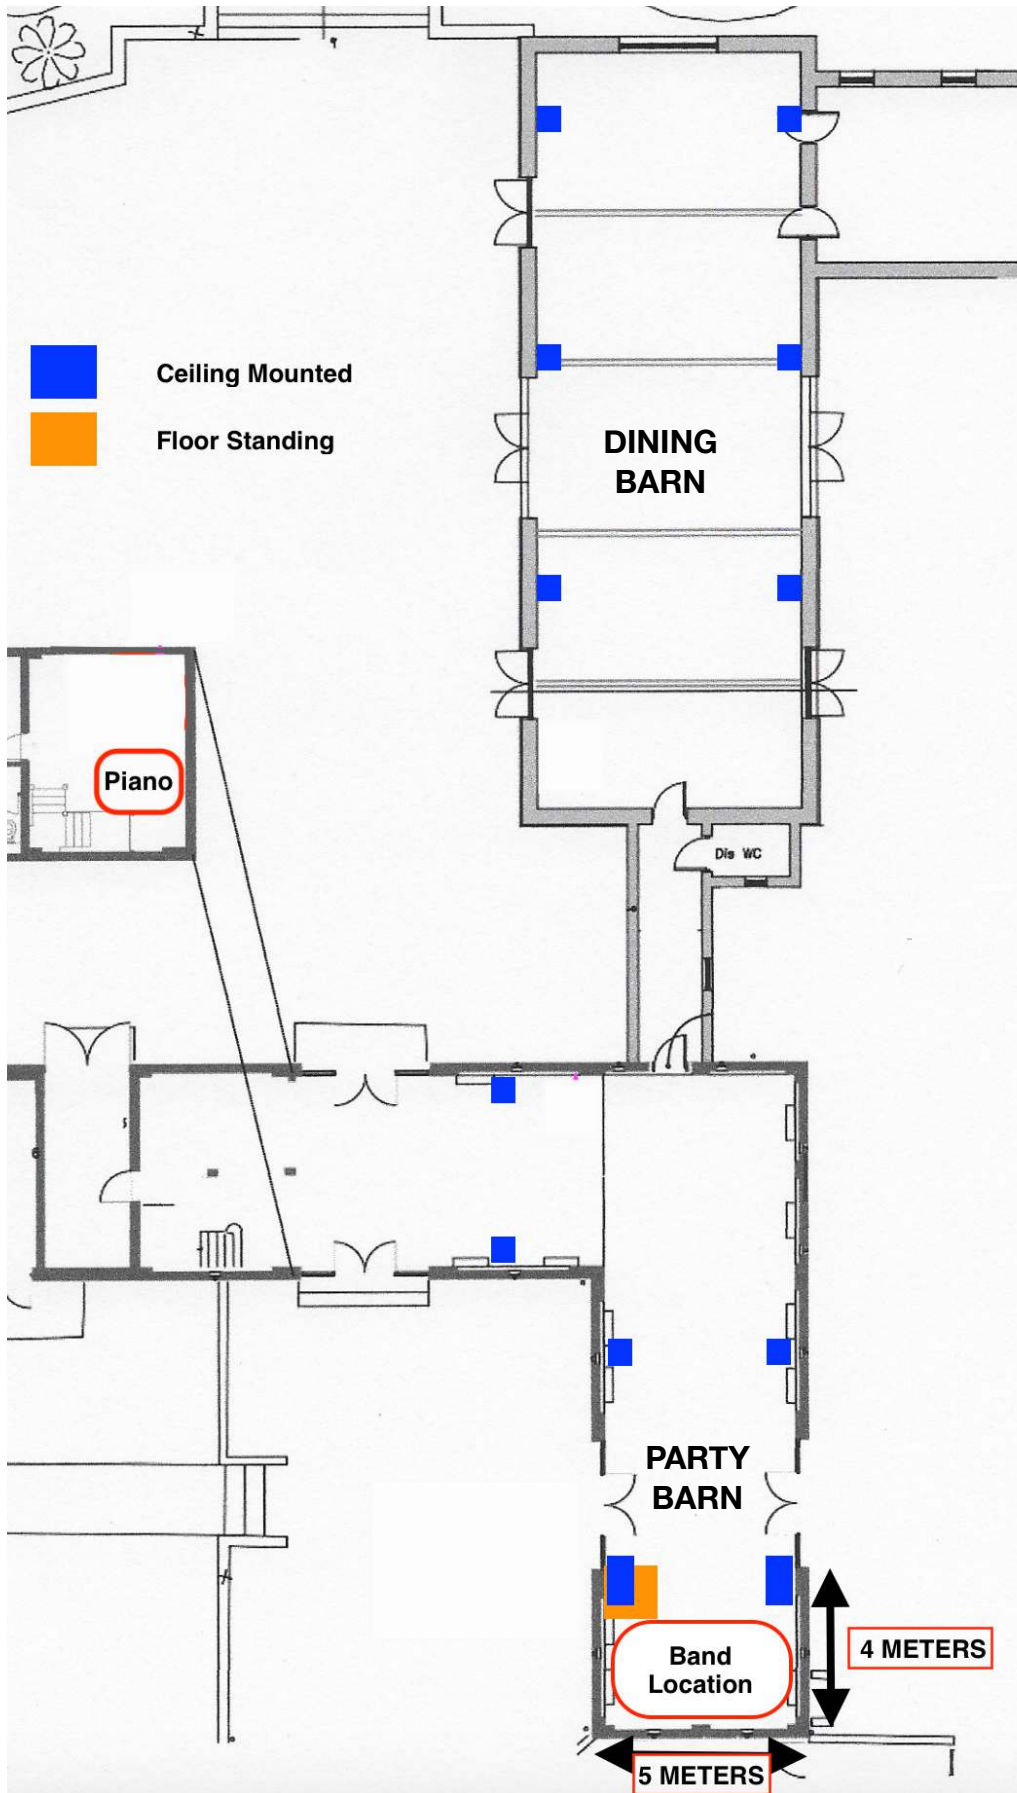 Ceiling Mounted
Floor Standing
DINING
BARN
Piano
Dis WC
PARTY
BARN
Band
Location
4 METERS
5 METERS